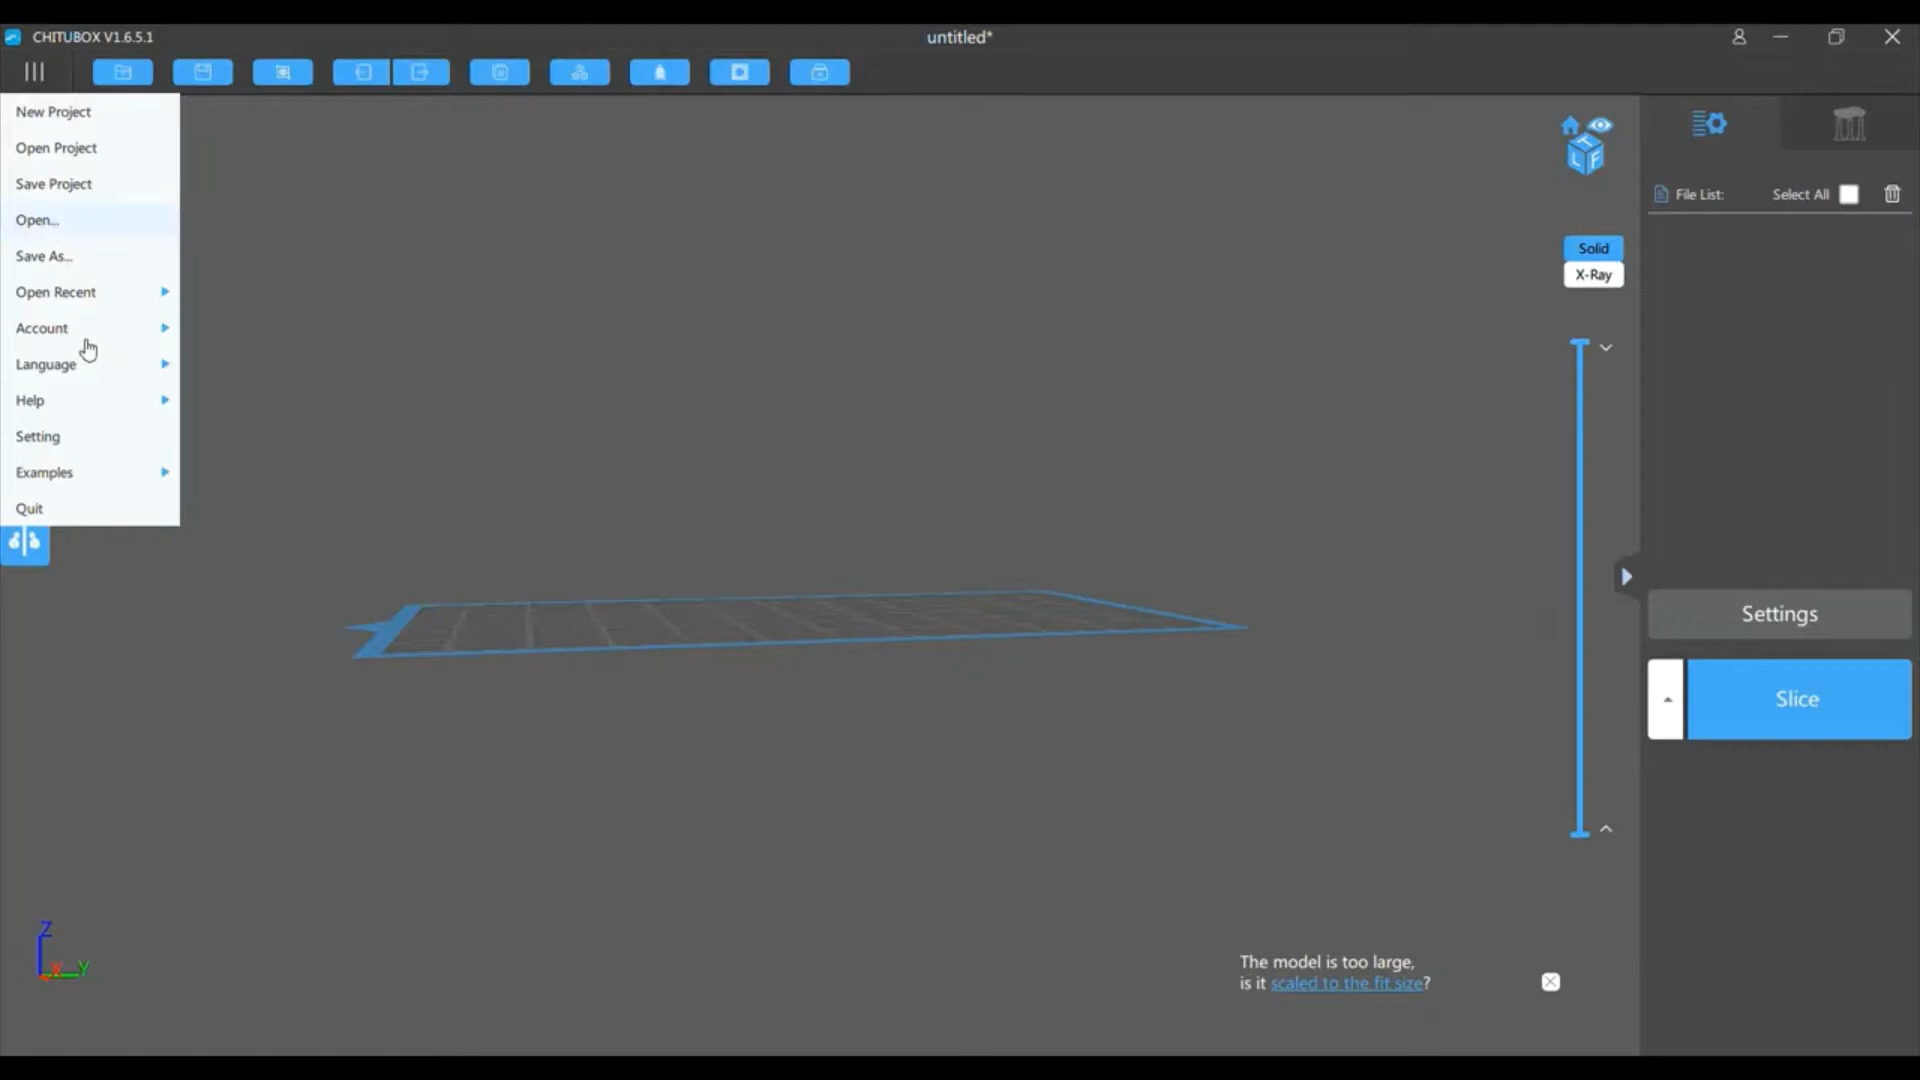 CHITUBOX V1.6.5.1
untitled*
New Project
Open Project
Save Project
Open...
Save As...
Open Recent
Account
Language
Help
Setting
Examples
Quit
T
L F
Solid
X-Ray
File List: Select All
Settings
Slice
Z
X Y
The model is too large,
is it scaled to the fit size?